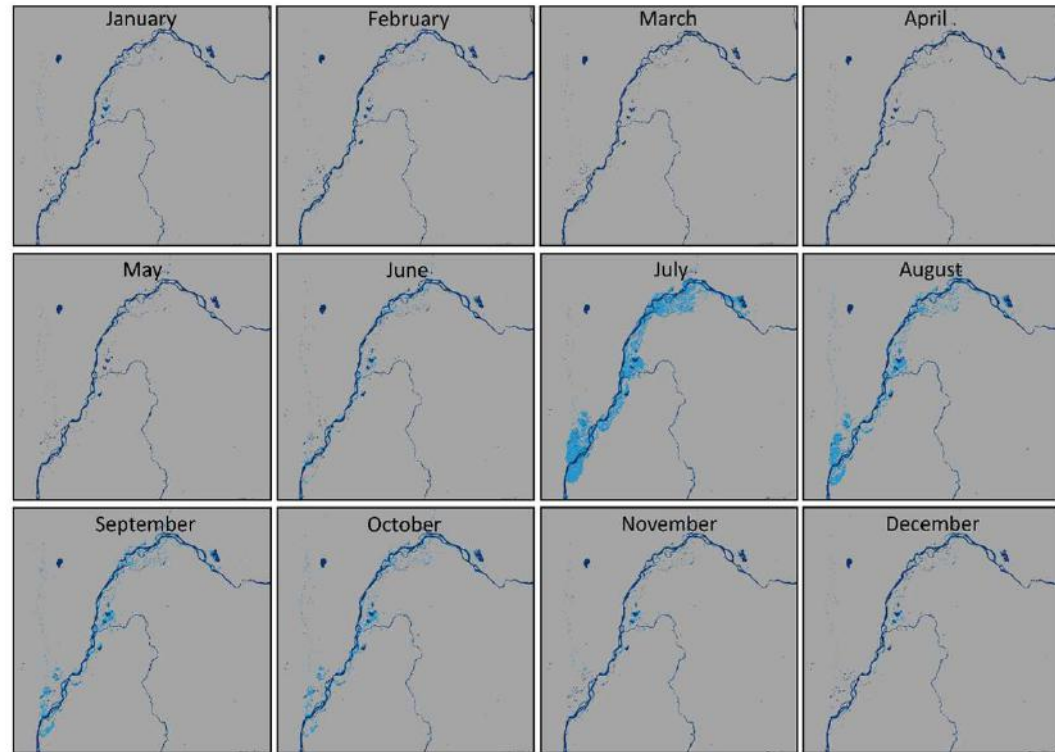 January
February
March
April
May
June
July
August
September
October
November
December